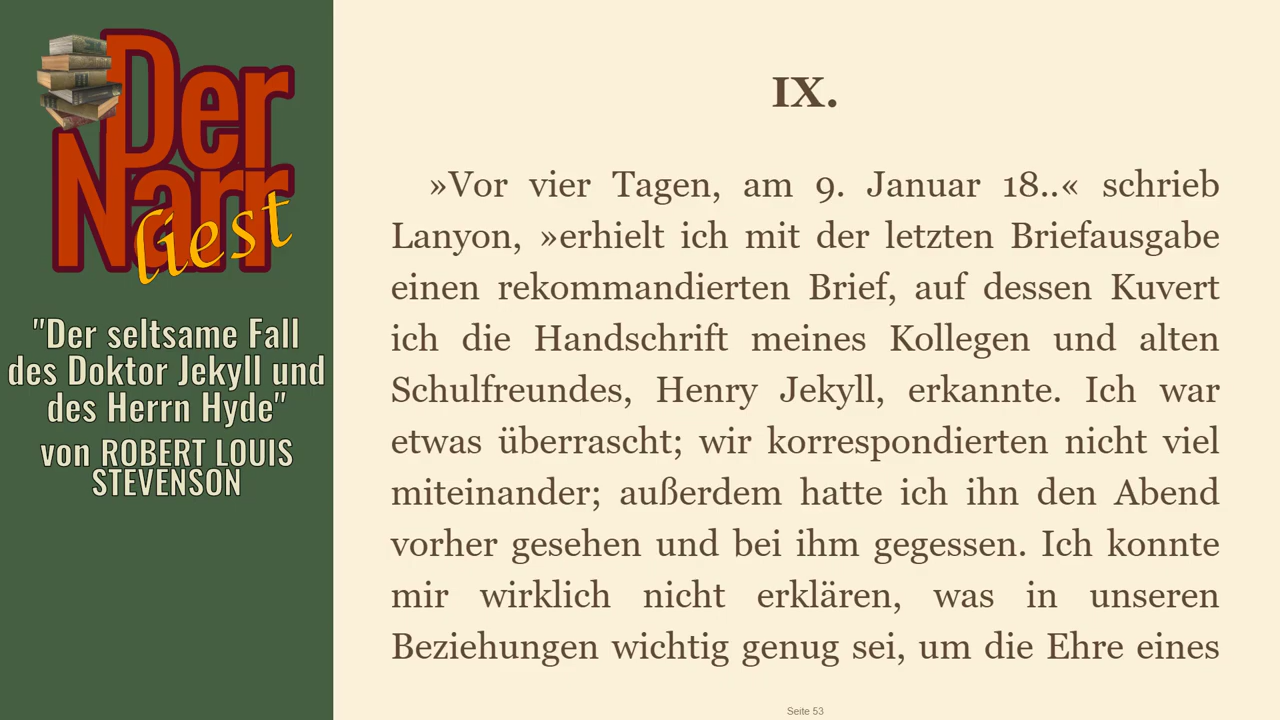 Der
Narr
liest
"Der seltsame Fall
des Doktor Jekyll und
des Herrn Hyde"
von ROBERT LOUIS
STEVENSON
IX.
»Vor vier Tagen, am 9. Januar 18..« schrieb
Lanyon, »erhielt ich mit der letzten Briefausgabe
einen rekommandierten Brief, auf dessen Kuvert
ich die Handschrift meines Kollegen und alten
Schulfreundes, Henry Jekyll, erkannte. Ich war
etwas überrascht; wir korrespondierten nicht viel
miteinander; außerdem hatte ich ihn den Abend
vorher gesehen und bei ihm gegessen. Ich konnte
mir wirklich nicht erklären, was in unseren
Beziehungen wichtig genug sei, um die Ehre eines
Seite 53